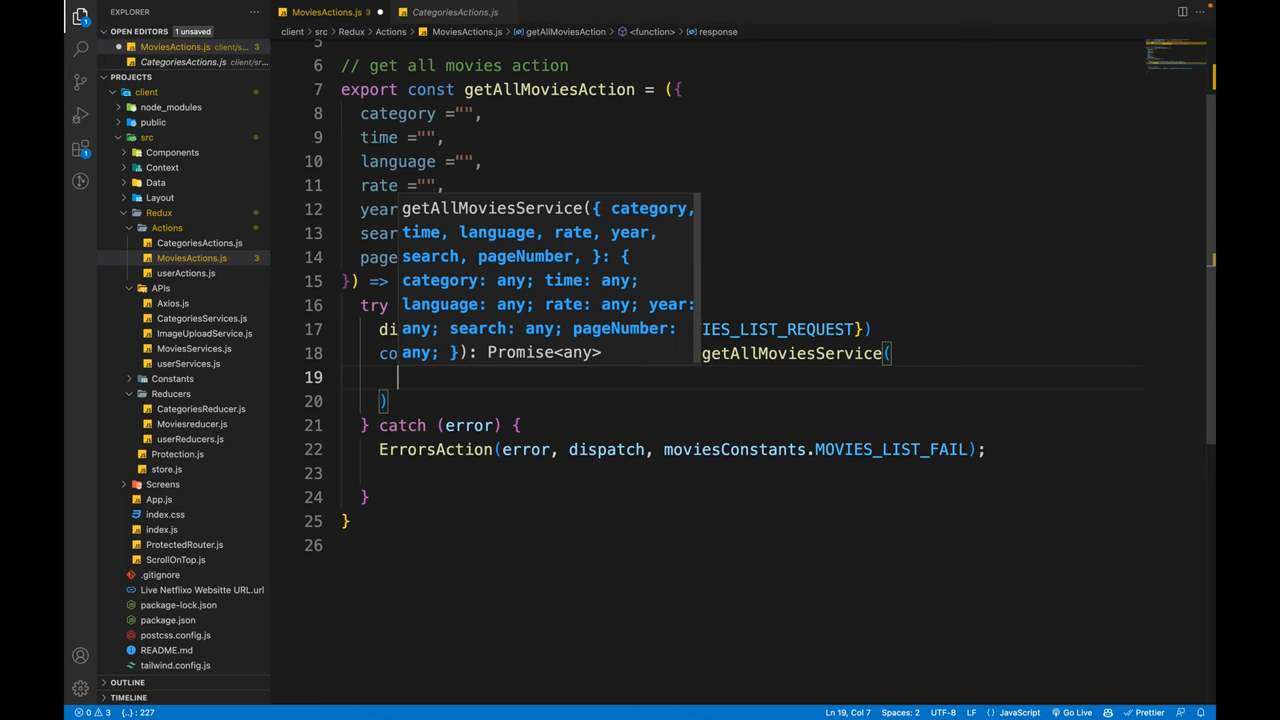 EXPLORER
MoviesActions.js 3
CategoriesActions.js
OPEN EDITORS 1 unsaved
MoviesActions.js client/s... 3
CategoriesActions.js client/sr...
client > src > Redux > Actions > MoviesActions.js > getAllMoviesAction > <function> > response
PROJECTS
client
node_modules
public
src
Components
Context
Data
Layout
Redux
Actions
CategoriesActions.js
MoviesActions.js 3
userActions.js
APIs
Axios.js
CategoriesServices.js
ImageUploadService.js
MoviesServices.js
userServices.js
Constants
Reducers
CategoriesReducer.js
Moviesreducer.js
userReducers.js
Protection.js
store.js
Screens
App.js
index.css
index.js
ProtectedRouter.js
ScrollOnTop.js
.gitignore
Live Netflixo Websitte URL.url
package-lock.json
package.json
postcss.config.js
README.md
tailwind.config.js
OUTLINE
TIMELINE
5
6 // get all movies action
7 export const getAllMoviesAction = ({
8 category ="",
9 time ="",
10 language ="",
11 rate ="",
12 year
13 sear
14 page
15 }) =>
16 try
17 di IES_LIST_REQUEST})
18 co getAllMoviesService(
19
20 )
21 } catch (error) {
22 ErrorsAction(error, dispatch, moviesConstants.MOVIES_LIST_FAIL);
23
24 }
25 }
26
getAllMoviesService({ category,
time, language, rate, year,
search, pageNumber, }: {
category: any; time: any;
language: any; rate: any; year:
any; search: any; pageNumber:
any; }): Promise<any>
0 3 {..} : 227 Ln 19, Col 7 Spaces: 2 UTF-8 LF { } JavaScript Go Live Prettier